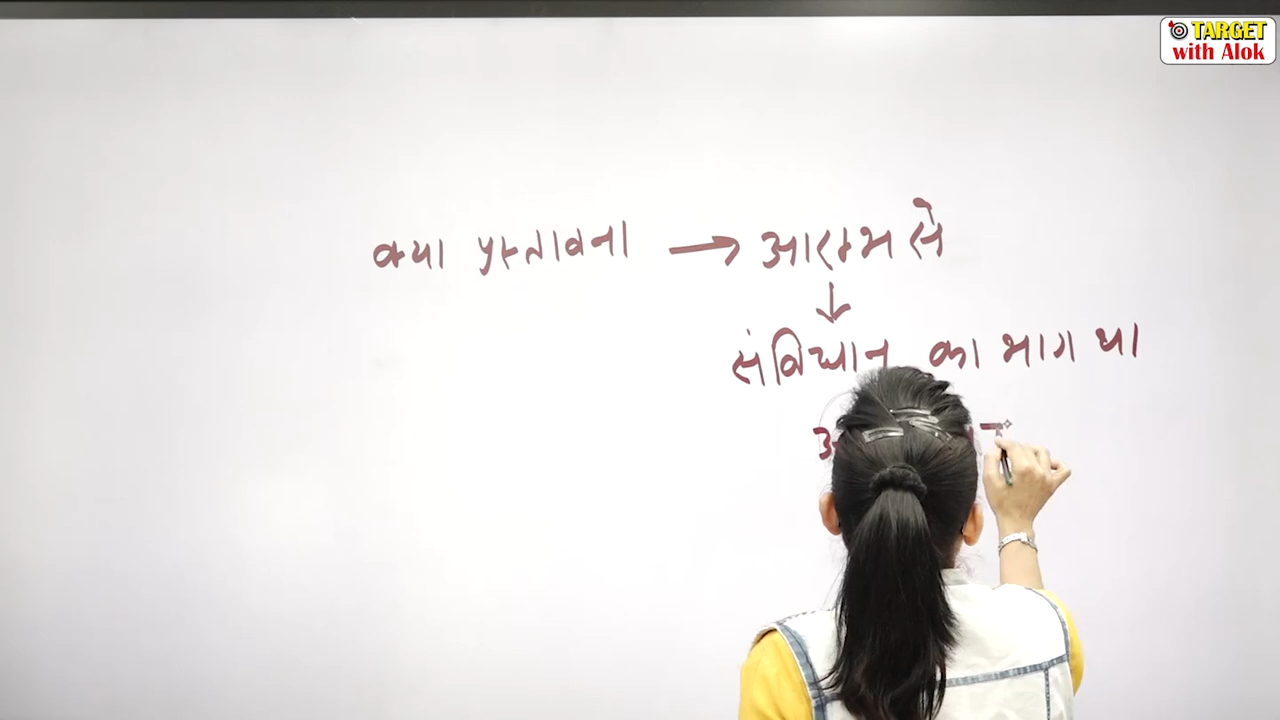 TARGET
with Alok
क्या प्रस्तावना → आरम्भ से
↓
संविधान का भाग था